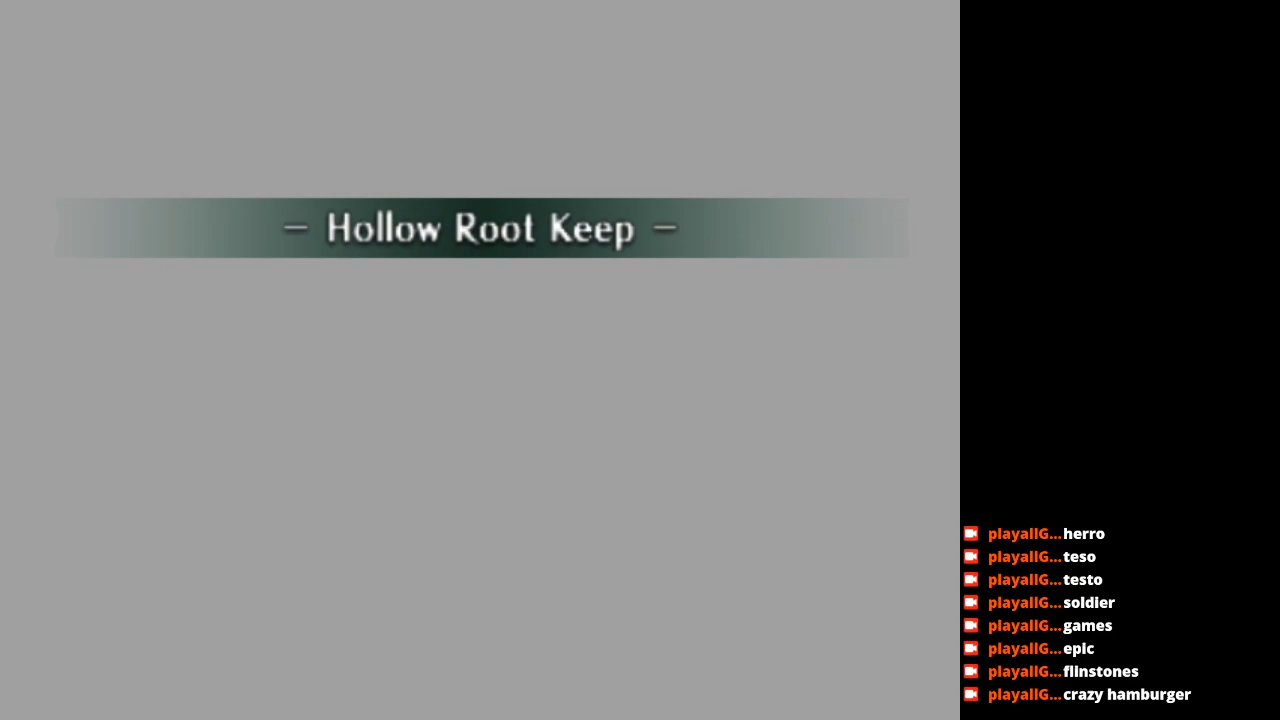 — Hollow Root Keep —
playallG...herro
playallG...teso
playallG...testo
playallG...soldier
playallG...games
playallG...epic
playallG...flinstones
playallG...crazy hamburger